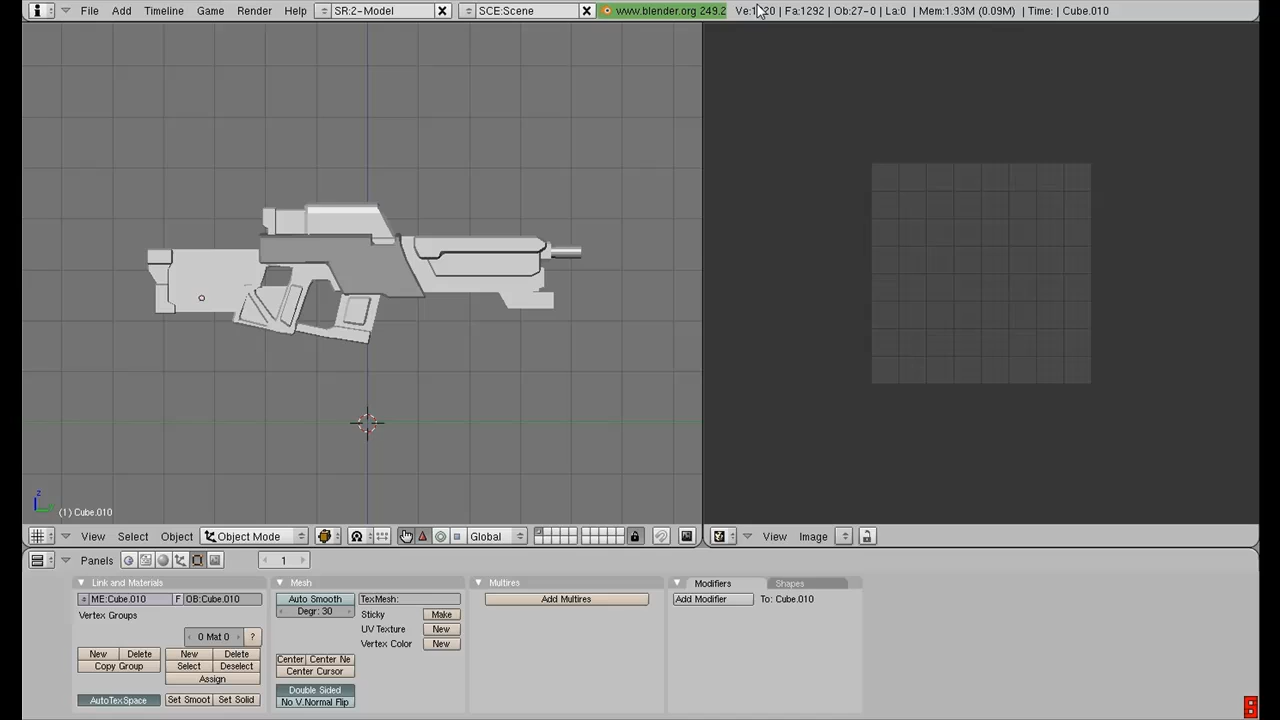 File Add Timeline Game Render Help SR:2-Model SCE:Scene www.blender.org 249.2 Fa:1292 | Ob:27-0 | La:0 | Mem:1.93M (0.09M) | Time: | Cube.010
z
(1) Cube.010
View Select Object Object Mode Global View Image
Panels 1
Link and Materials Mesh Multires Modifiers Shapes
ME:Cube.010 F OB:Cube.010 Auto Smooth TexMesh: Add Multires Add Modifier To: Cube.010
Degr: 30
Vertex Groups Sticky Make
UV Texture New
0 Mat 0 ? Vertex Color New
New Delete New Delete Center Center Ne
Copy Group Select Deselect Center Cursor
Assign
Double Sided
AutoTexSpace Set Smoot Set Solid No V.Normal Flip